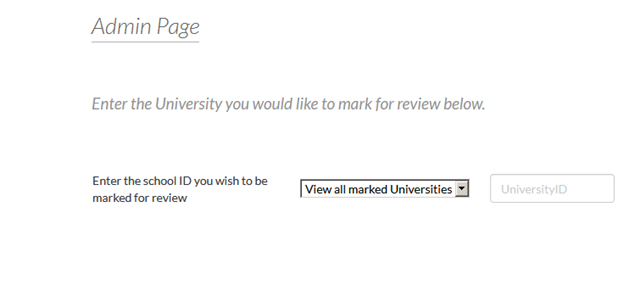 Admin Page
Enter the University you would like to mark for review below.
Enter the school ID you wish to be
marked for review
View all marked Universities
UniversityID